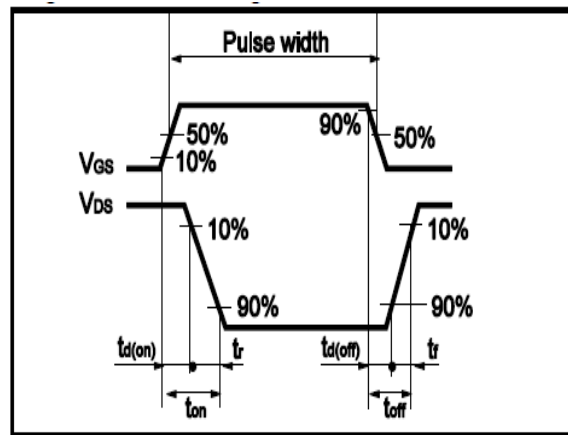 Pulse width
90%
50%
50%
VGS
10%
VDS
10%
10%
90%
90%
td(on)
tr
td(off)
tf
ton
toff